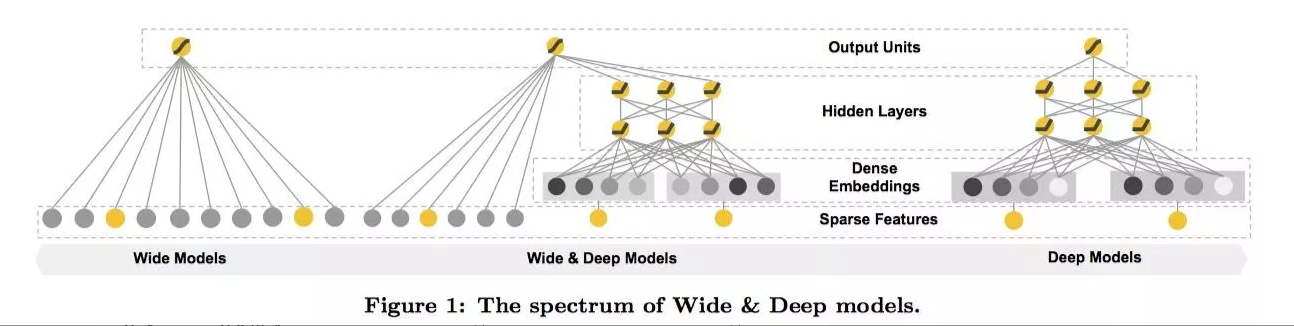 Output Units
Hidden Layers
Dense
Embeddings
Sparse Features
Wide Models
Wide & Deep Models
Deep Models
Figure 1: The spectrum of Wide & Deep models.